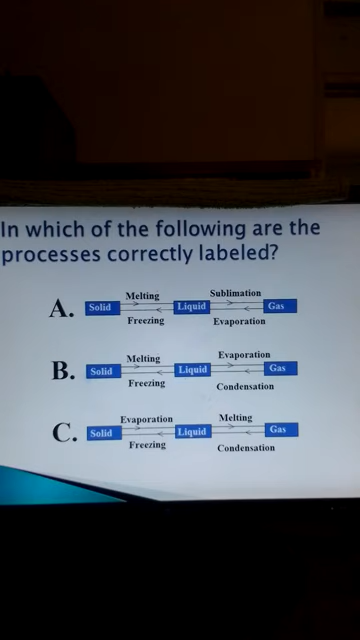 In which of the following are the
processes correctly labeled?
Melting Sublimation
A. Solid Liquid Gas
Freezing Evaporation
Melting Evaporation
B. Solid Liquid Gas
Freezing Condensation
Evaporation Melting
C. Solid Liquid Gas
Freezing Condensation